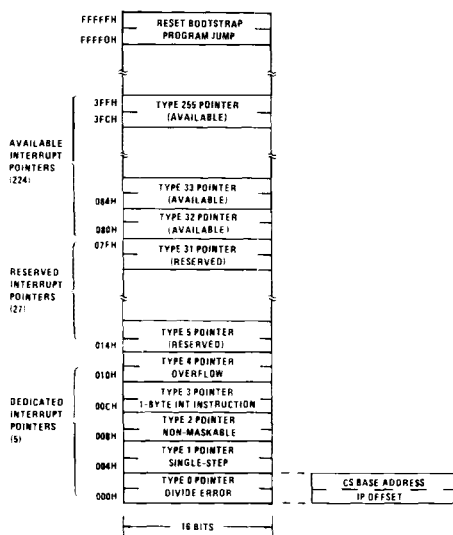 FFFFFH
RESET BOOTSTRAP
PROGRAM JUMP
FFFF0H
AVAILABLE
INTERRUPT
POINTERS
(224)
3FFH
3FCH
TYPE 255 POINTER
(AVAILABLE)
084H
TYPE 33 POINTER
(AVAILABLE)
080H
TYPE 32 POINTER
(AVAILABLE)
07FH
TYPE 31 POINTER
(RESERVED)
RESERVED
INTERRUPT
POINTERS
(27)
014H
TYPE 5 POINTER
(RESERVED)
010H
TYPE 4 POINTER
OVERFLOW
DEDICATED
INTERRUPT
POINTERS
(5)
00CH
TYPE 3 POINTER
1-BYTE INT INSTRUCTION
008H
TYPE 2 POINTER
NON-MASKABLE
004H
TYPE 1 POINTER
SINGLE-STEP
000H
TYPE 0 POINTER
DIVIDE ERROR
CS BASE ADDRESS
IP OFFSET
16 BITS